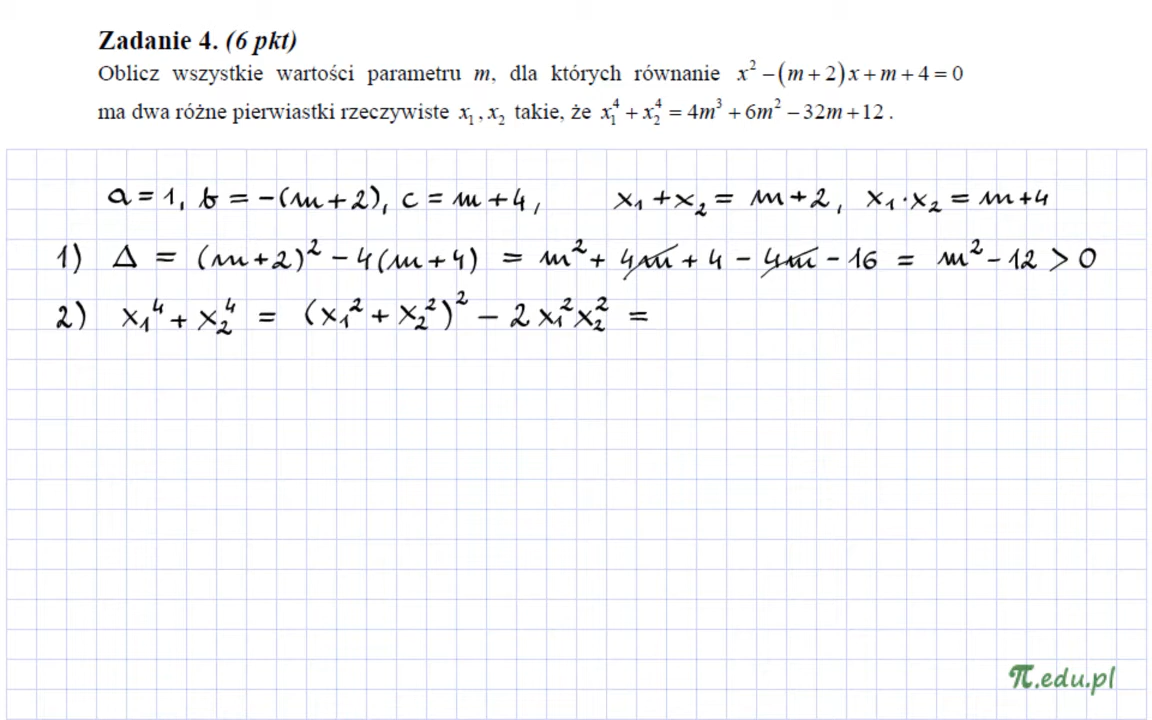 Zadanie 4. (6 pkt)
Oblicz wszystkie wartości parametru m, dla których równanie x² −(m+2)x+m+4=0
ma dwa różne pierwiastki rzeczywiste x₁, x₂ takie, że x₁⁴ + x₂⁴ = 4m³ + 6m² − 32m + 12 .
a = 1, b = -(m+2), c = m+4, x₁ + x₂ = m+2, x₁·x₂ = m+4
1) Δ = (m+2)² − 4(m+4) = m² + 4m + 4 − 4m − 16 = m² − 12 > 0
2) x₁⁴ + x₂⁴ = (x₁² + x₂²)² − 2x₁²x₂² =
π.edu.pl